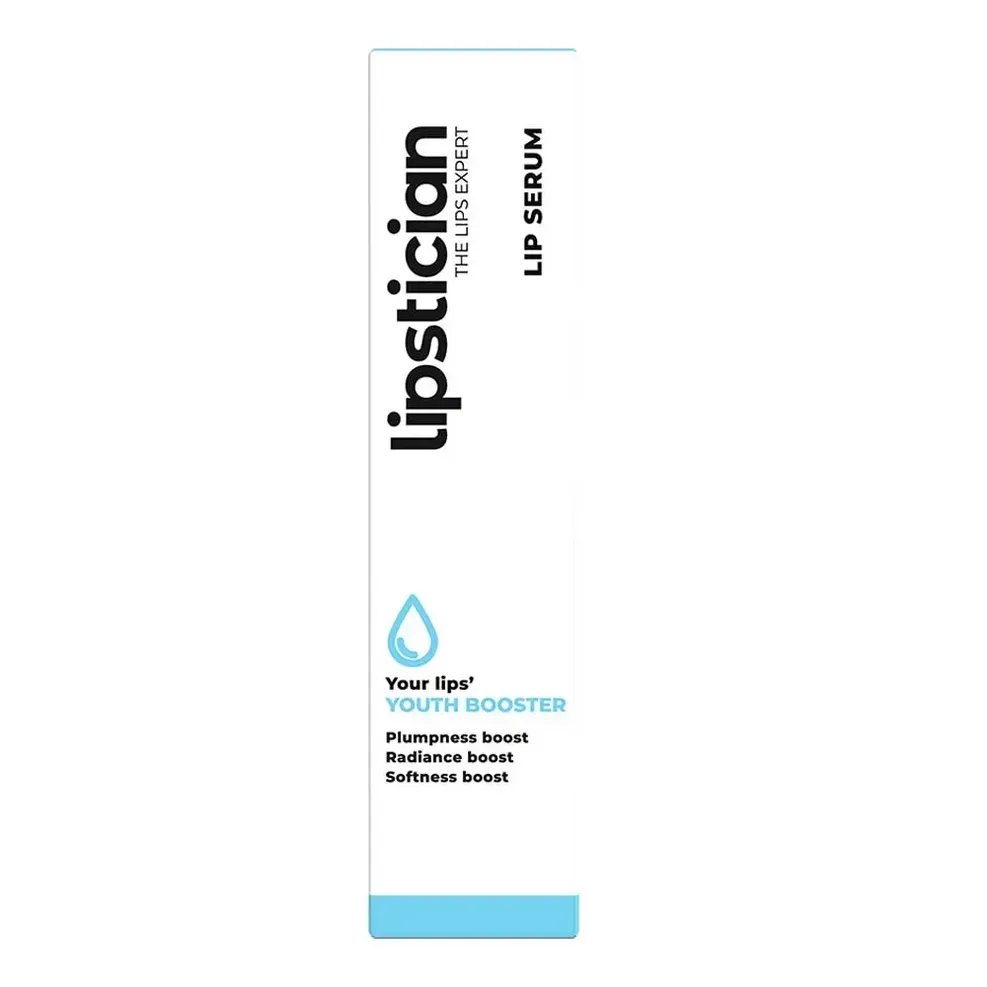 lipstician
THE LIPS EXPERT
LIP SERUM
Your lips’
YOUTH BOOSTER
Plumpness boost
Radiance boost
Softness boost